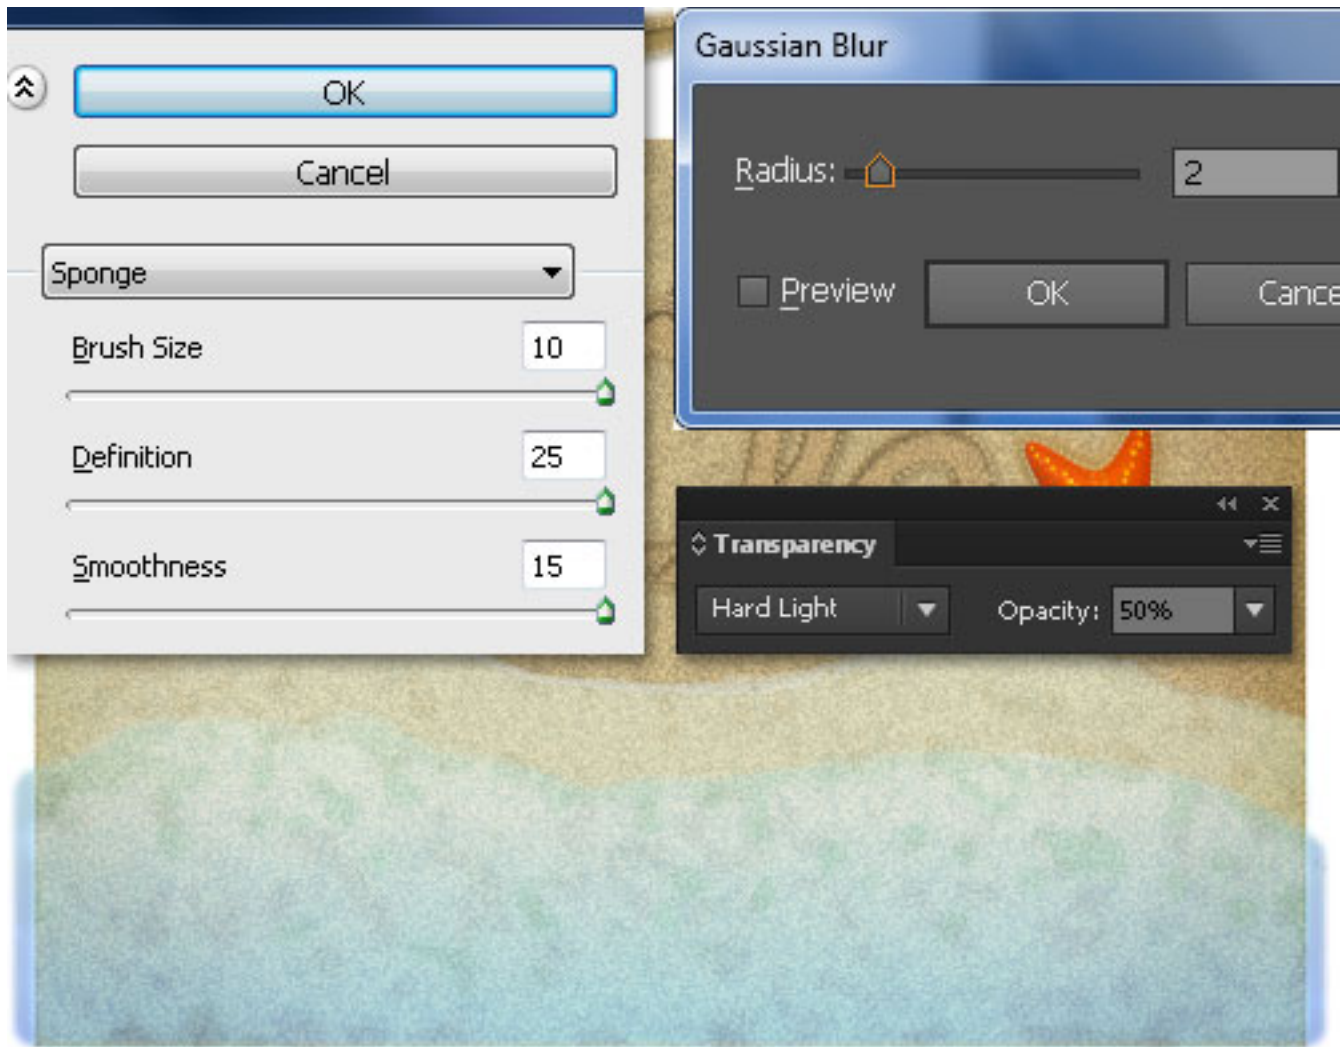 OK
Cancel
Sponge
Brush Size 10
Definition 25
Smoothness 15
Gaussian Blur
Radius: 2
Preview OK Cance
Transparency
Hard Light Opacity: 50%